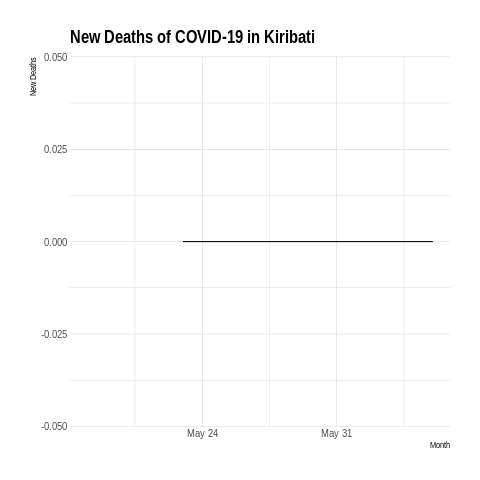 New Deaths of COVID-19 in Kiribati
New Deaths
0.050
0.025
0.000
-0.025
-0.050
May 24
May 31
Month